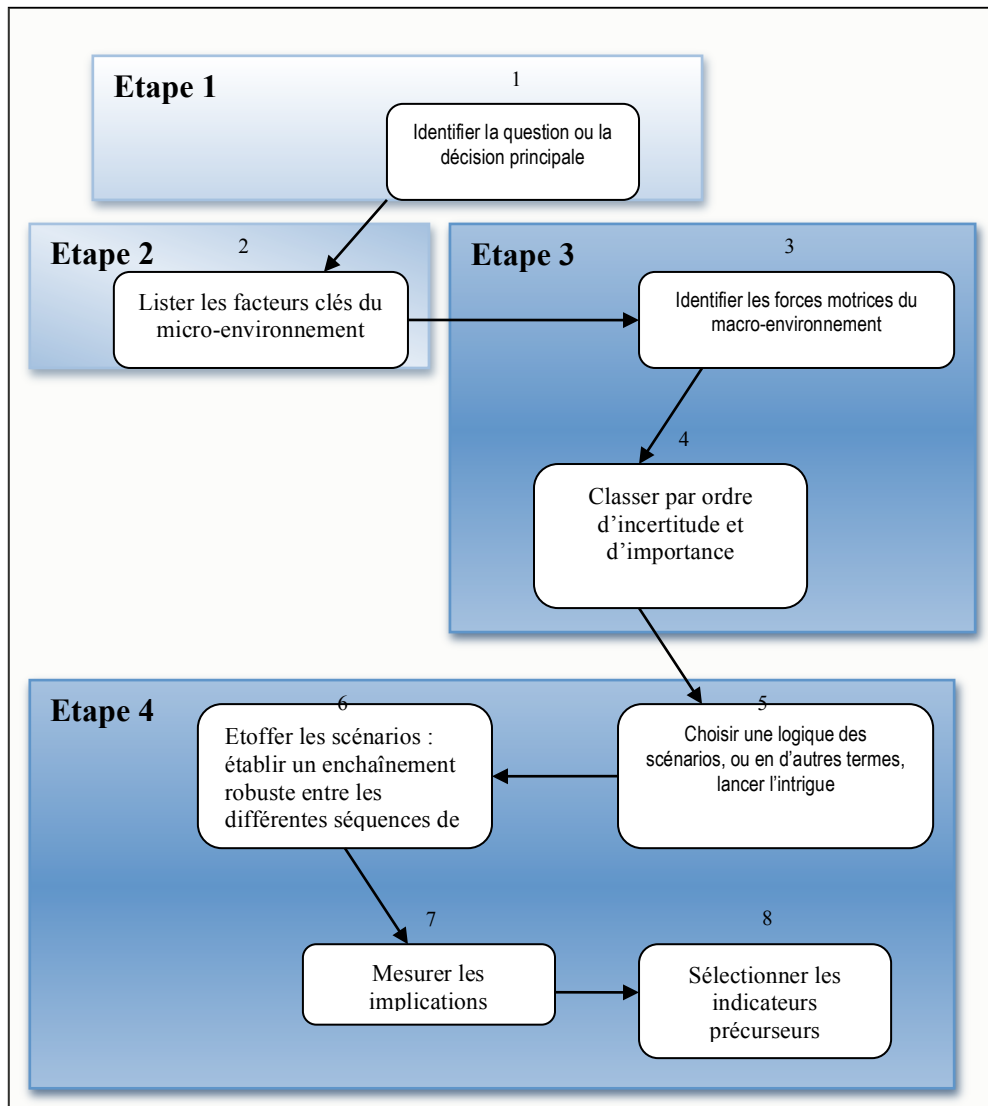 Etape 1
1
Identifier la question ou la
décision principale
Etape 2
2
Lister les facteurs clés du
micro-environnement
Etape 3
3
Identifier les forces motrices du
macro-environnement
4
Classer par ordre
d’incertitude et
d’importance
Etape 4
5
Choisir une logique des
scénarios, ou en d’autres termes,
lancer l’intrigue
6
Etoffer les scénarios :
établir un enchaînement
robuste entre les
différentes séquences de
7
Mesurer les
implications
8
Sélectionner les
indicateurs
précurseurs